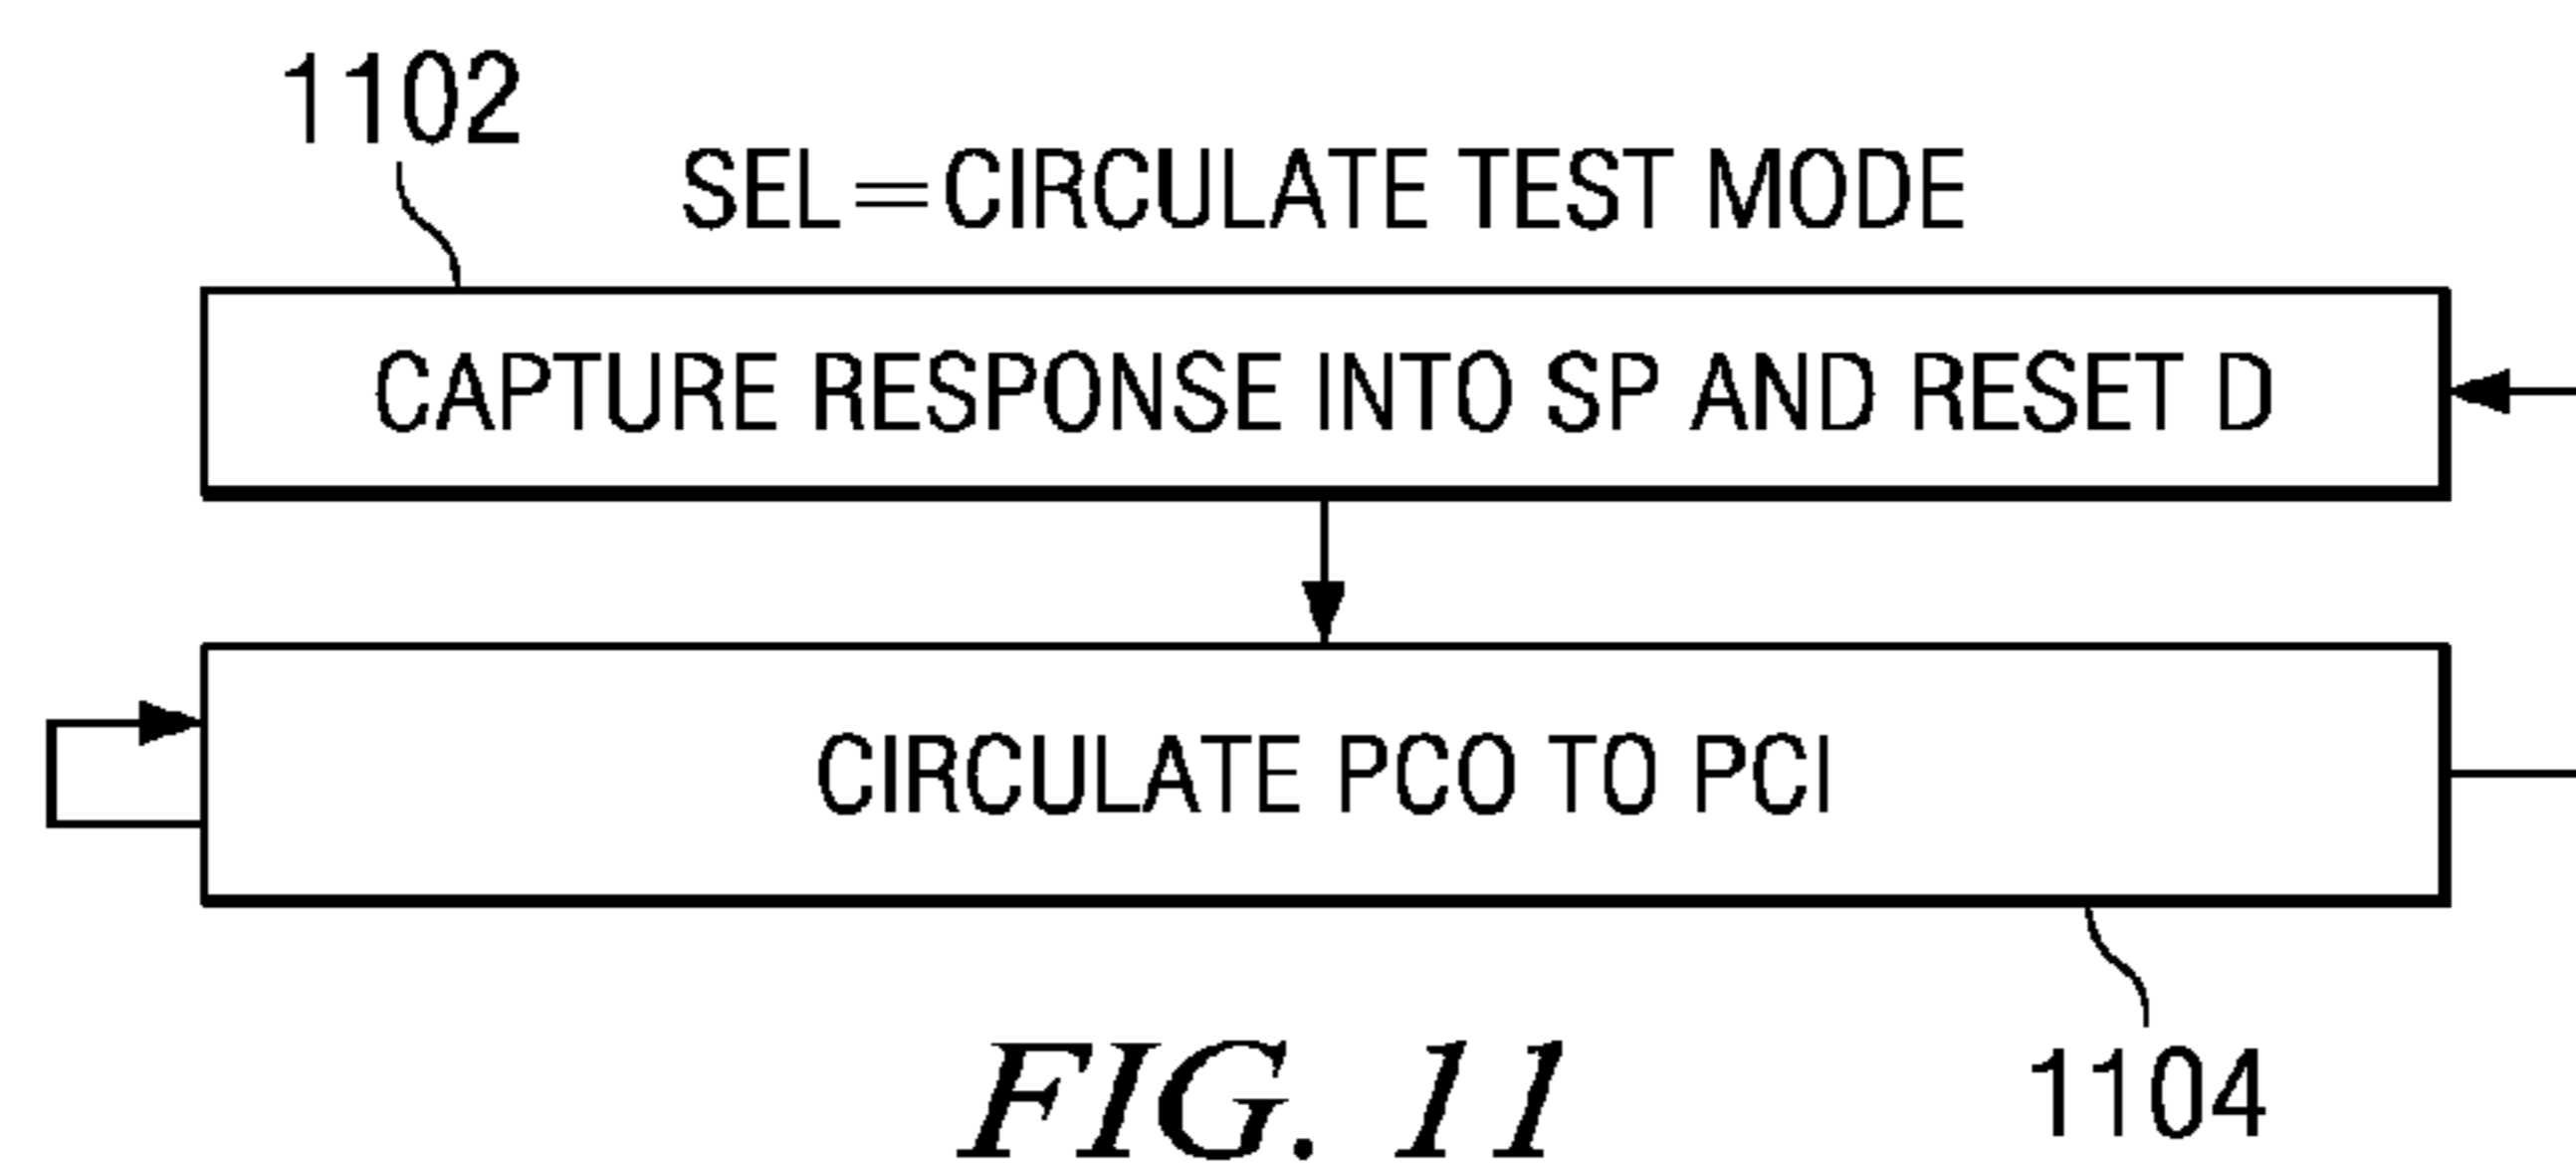 1102
SEL=CIRCULATE TEST MODE
CAPTURE RESPONSE INTO SP AND RESET D
CIRCULATE PCO TO PCI
1104
FIG. 11